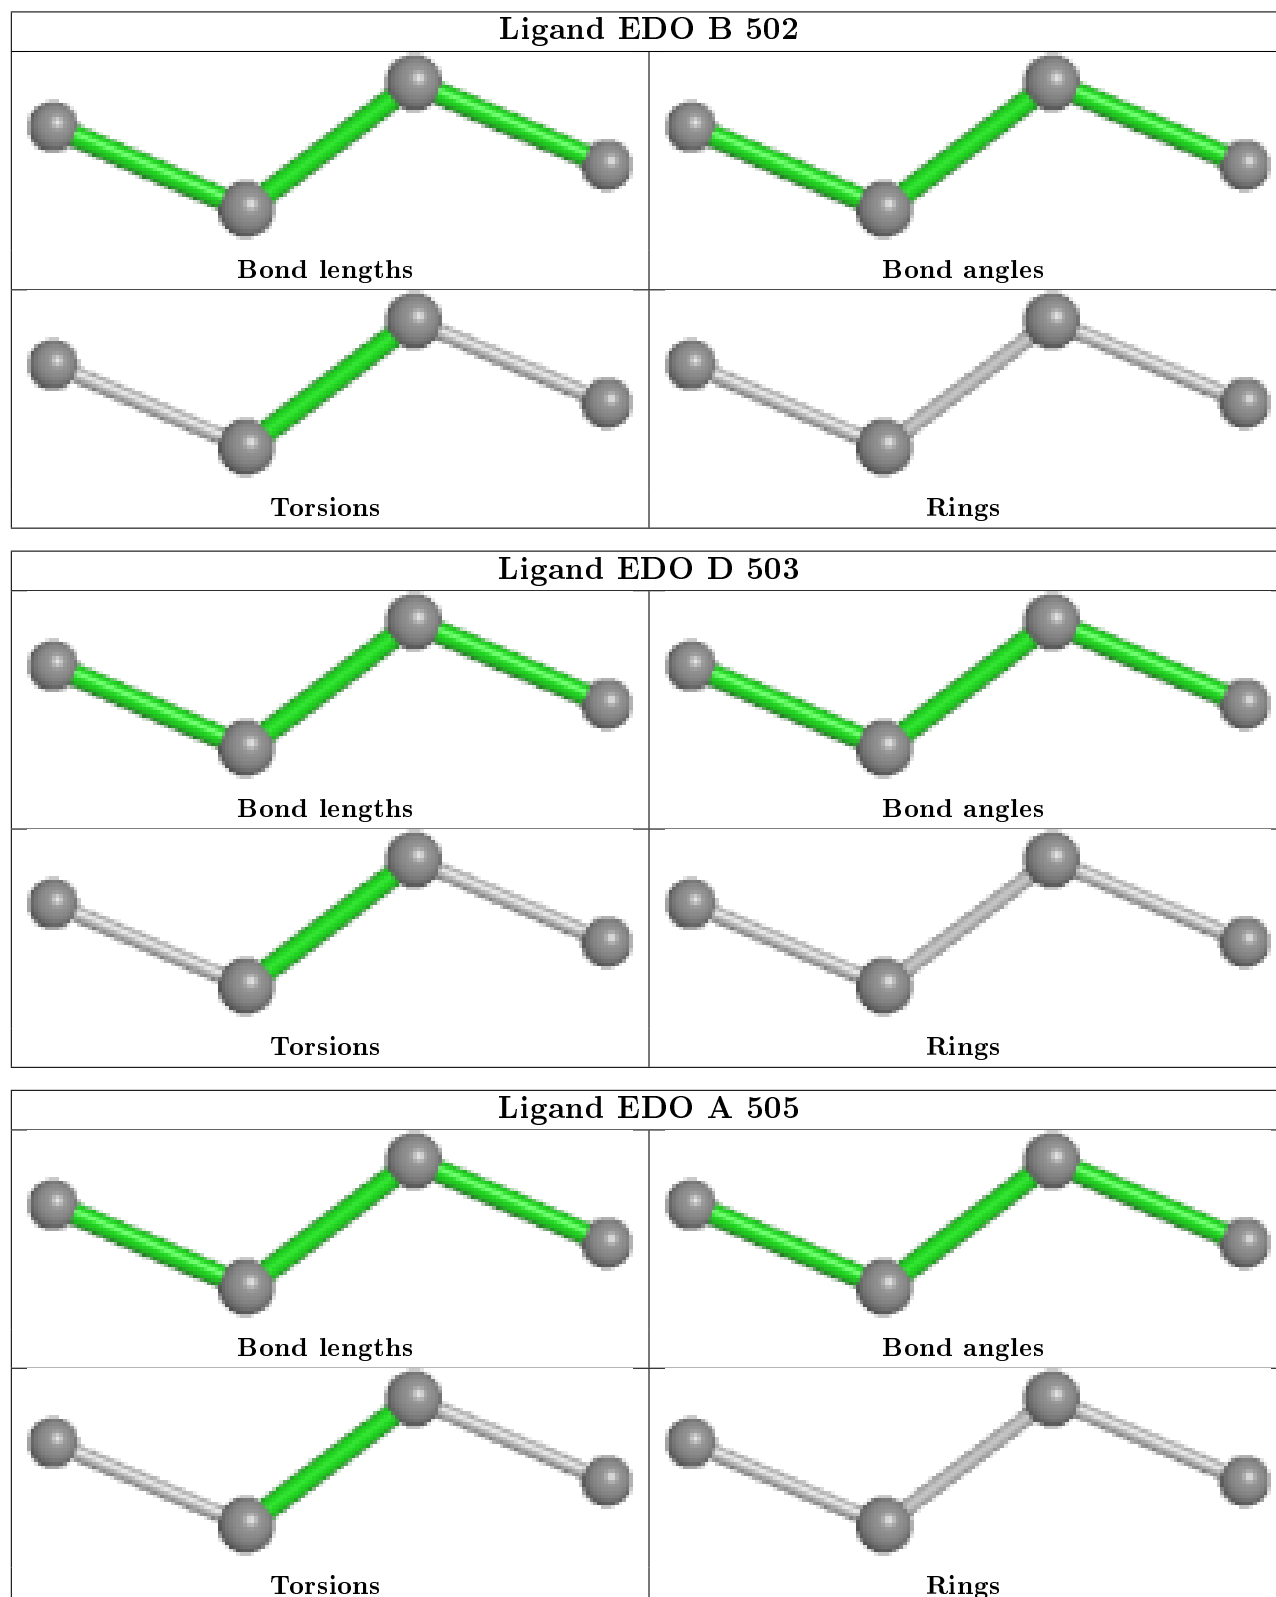 Ligand EDO B 502
Bond lengths
Bond angles
Torsions
Rings
Ligand EDO D 503
Bond lengths
Bond angles
Torsions
Rings
Ligand EDO A 505
Bond lengths
Bond angles
Torsions
Rings